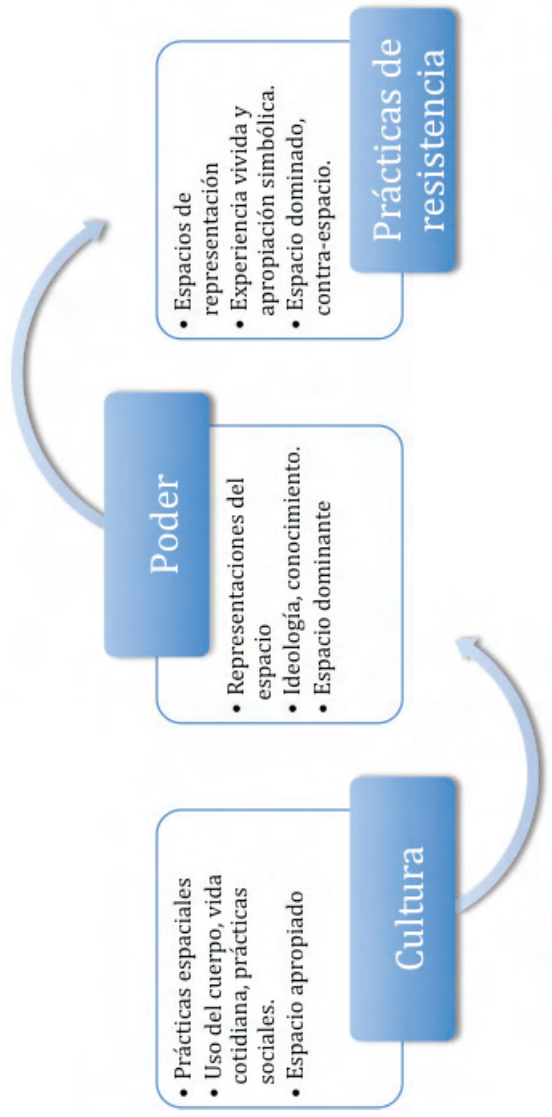 • Prácticas espaciales
• Uso del cuerpo, vida
cotidiana, prácticas
sociales.
• Espacio apropiado
Cultura
Poder
• Representaciones del
espacio
• Ideología, conocimiento.
• Espacio dominante
• Espacios de
representación
• Experiencia vivida y
apropiación simbólica.
• Espacio dominado,
contra-espacio.
Prácticas de
resistencia